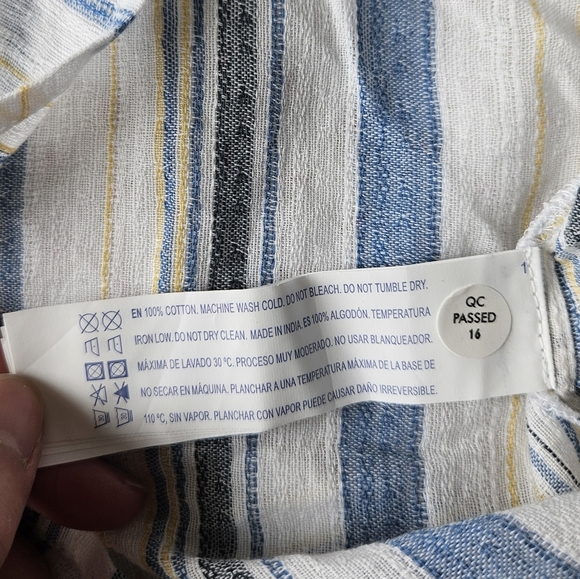 EN 100% COTTON. MACHINE WASH COLD. DO NOT BLEACH. DO NOT TUMBLE DRY.
IRON LOW. DO NOT DRY CLEAN. MADE IN INDIA. ES 100% ALGODÓN. TEMPERATURA
MÁXIMA DE LAVADO 30 ºC. PROCESO MUY MODERADO. NO USAR BLANQUEADOR.
NO SECAR EN MÁQUINA. PLANCHAR A UNA TEMPERATURA MÁXIMA DE LA BASE DE
110 ºC, SIN VAPOR. PLANCHAR CON VAPOR PUEDE CAUSAR DAÑO IRREVERSIBLE.
QC
PASSED
16
1